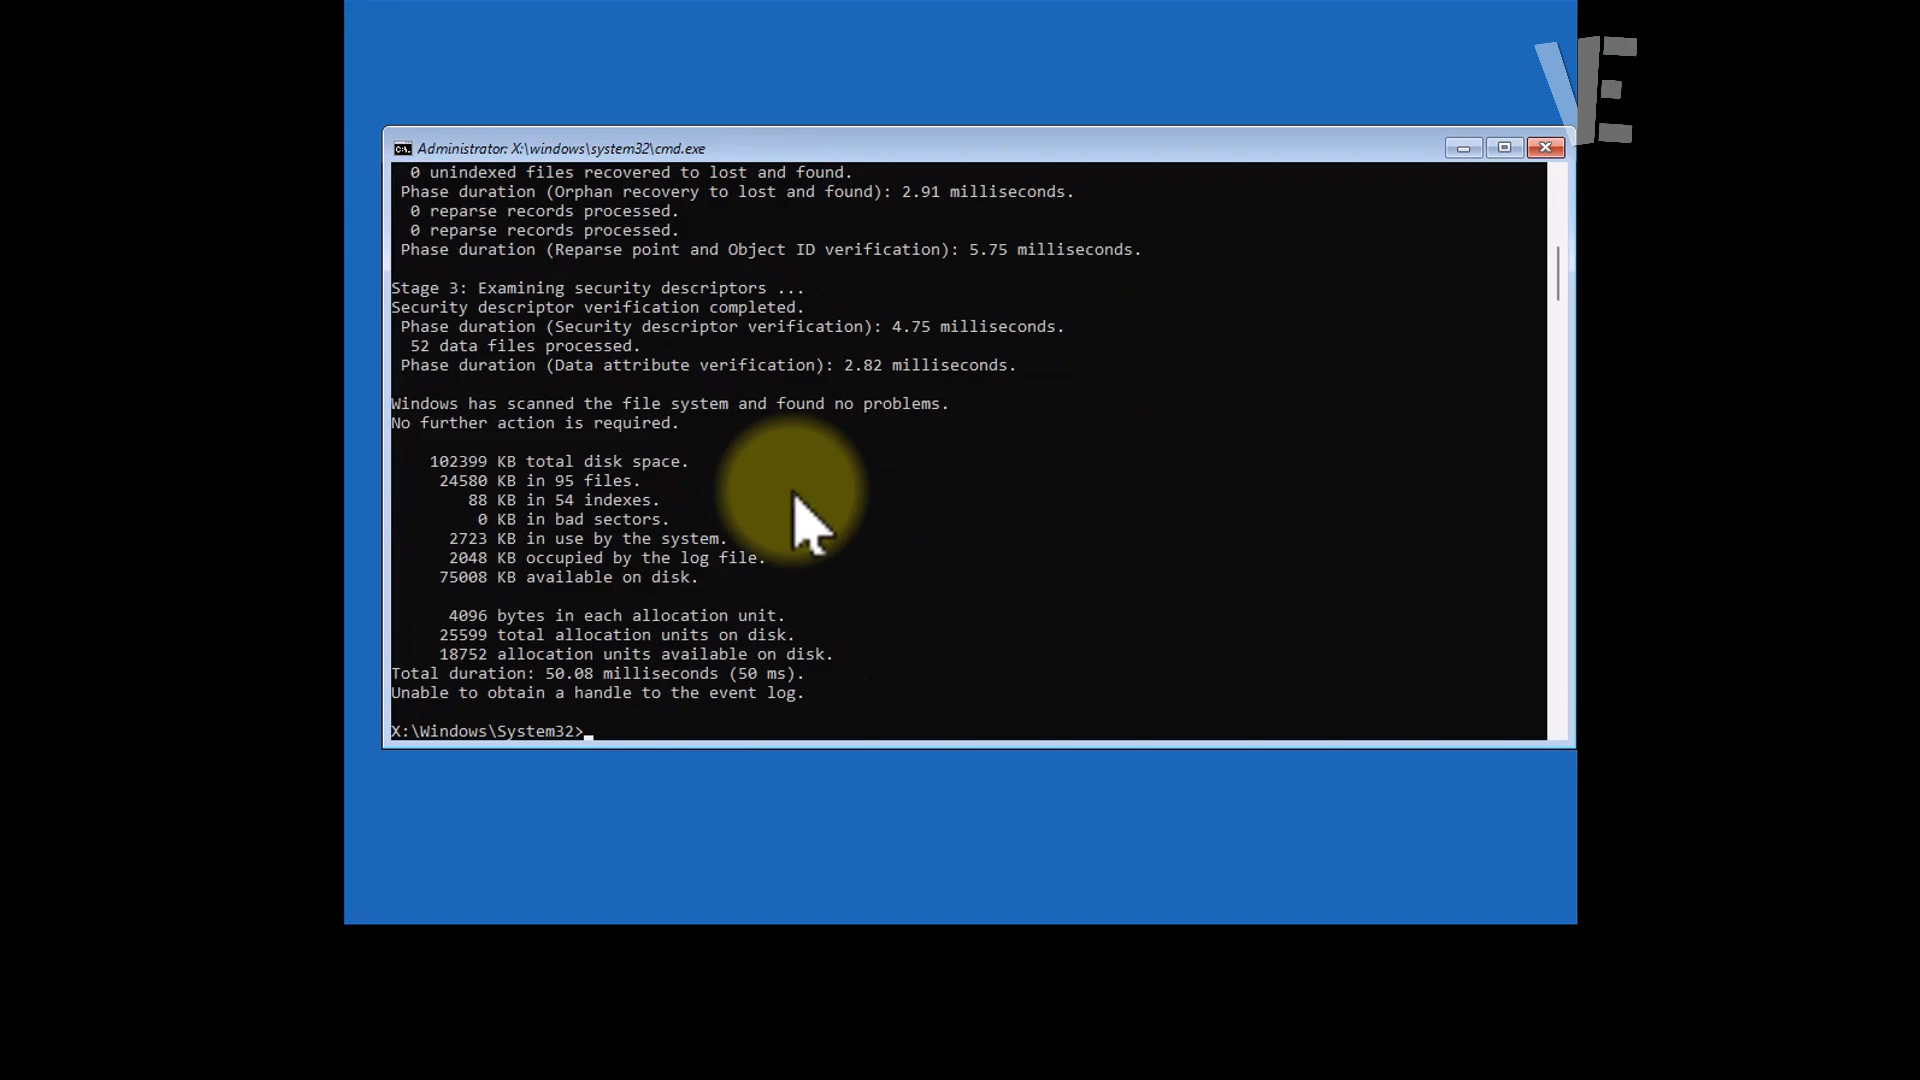 VE
Administrator: X:\windows\system32\cmd.exe
0 unindexed files recovered to lost and found.
Phase duration (Orphan recovery to lost and found): 2.91 milliseconds.
0 reparse records processed.
0 reparse records processed.
Phase duration (Reparse point and Object ID verification): 5.75 milliseconds.
Stage 3: Examining security descriptors ...
Security descriptor verification completed.
Phase duration (Security descriptor verification): 4.75 milliseconds.
52 data files processed.
Phase duration (Data attribute verification): 2.82 milliseconds.
Windows has scanned the file system and found no problems.
No further action is required.
102399 KB total disk space.
24580 KB in 95 files.
88 KB in 54 indexes.
0 KB in bad sectors.
2723 KB in use by the system.
2048 KB occupied by the log file.
75008 KB available on disk.
4096 bytes in each allocation unit.
25599 total allocation units on disk.
18752 allocation units available on disk.
Total duration: 50.08 milliseconds (50 ms).
Unable to obtain a handle to the event log.
X:\Windows\System32>